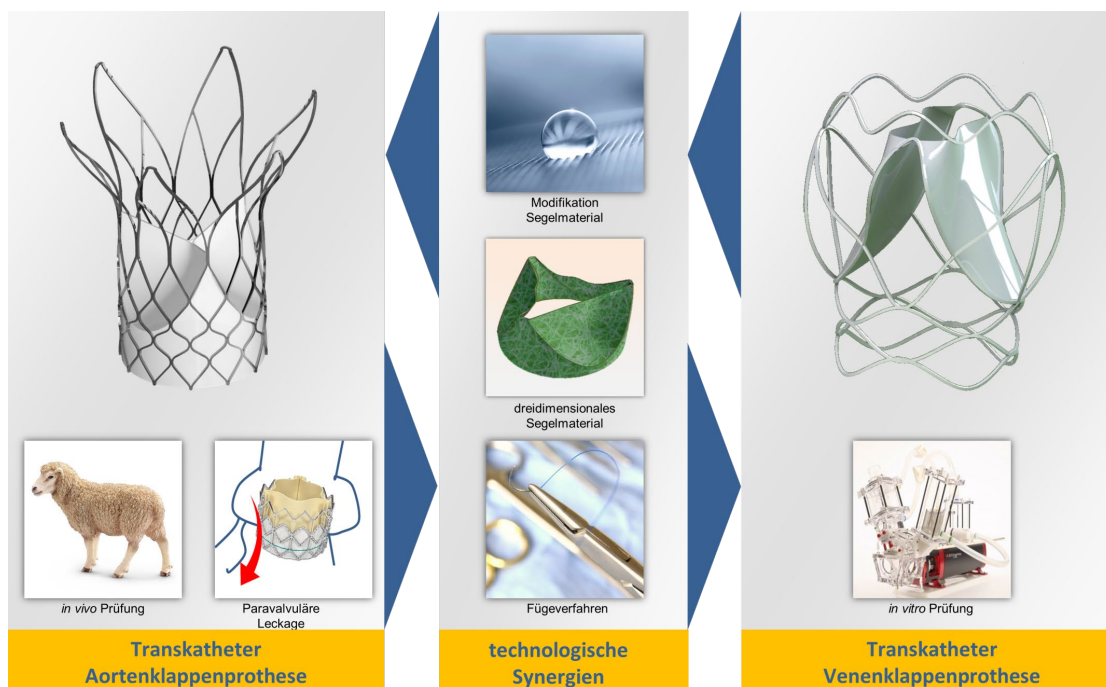 Modifikation
Segelmaterial
dreidimensionales
Segelmaterial
in vivo Prüfung
Paravalvuläre
Leckage
Fügeverfahren
in vitro Prüfung
Transkatheter
Aortenklappenprothese
technologische
Synergien
Transkatheter
Venenklappenprothese